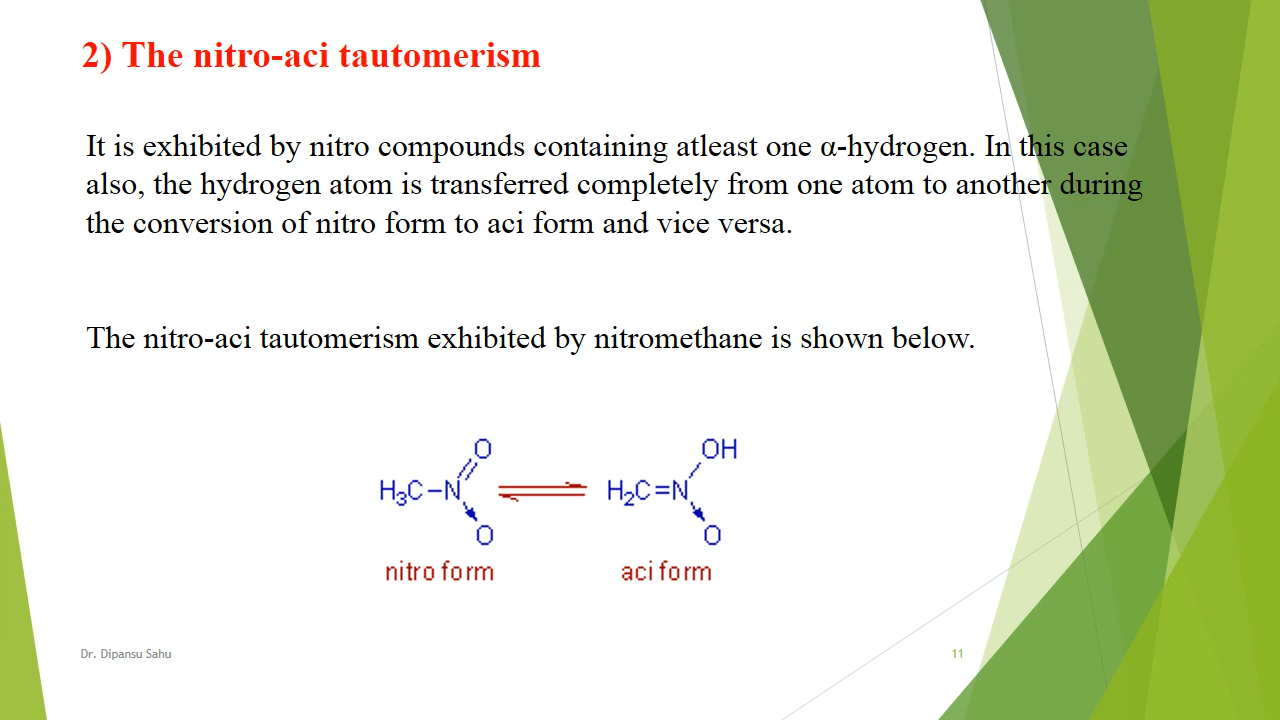 2) The nitro-aci tautomerism
It is exhibited by nitro compounds containing atleast one α-hydrogen. In this case
also, the hydrogen atom is transferred completely from one atom to another during
the conversion of nitro form to aci form and vice versa.
The nitro-aci tautomerism exhibited by nitromethane is shown below.
O OH
H₃C–N H₂C=N
O O
nitro form aci form
Dr. Dipansu Sahu 11